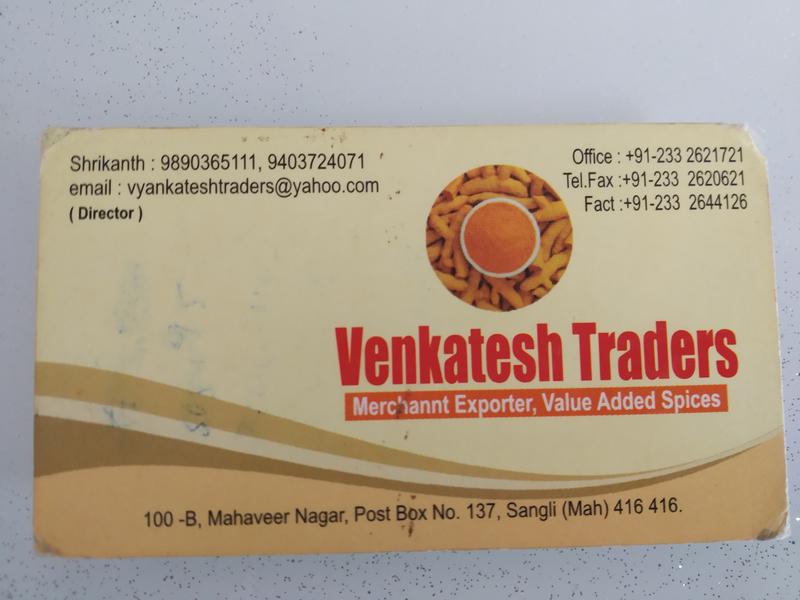 Shrikanth : 9890365111, 9403724071
email : vyankateshtraders@yahoo.com
( Director )
Office : +91-233 2621721
Tel.Fax :+91-233 2620621
Fact :+91-233 2644126
Venkatesh Traders
Merchannt Exporter, Value Added Spices
100 -B, Mahaveer Nagar, Post Box No. 137, Sangli (Mah) 416 416.